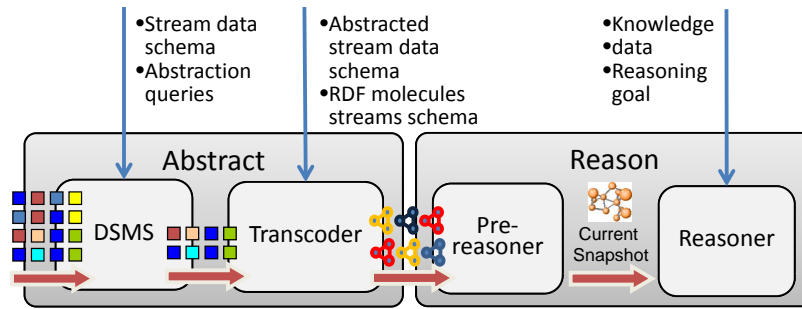 •Stream data
schema
•Abstraction
queries
•Abstracted
stream data
schema
•RDF molecules
streams schema
•Knowledge
•data
•Reasoning
goal
Abstract
Reason
DSMS
Transcoder
Pre-
reasoner
Current
Snapshot
Reasoner